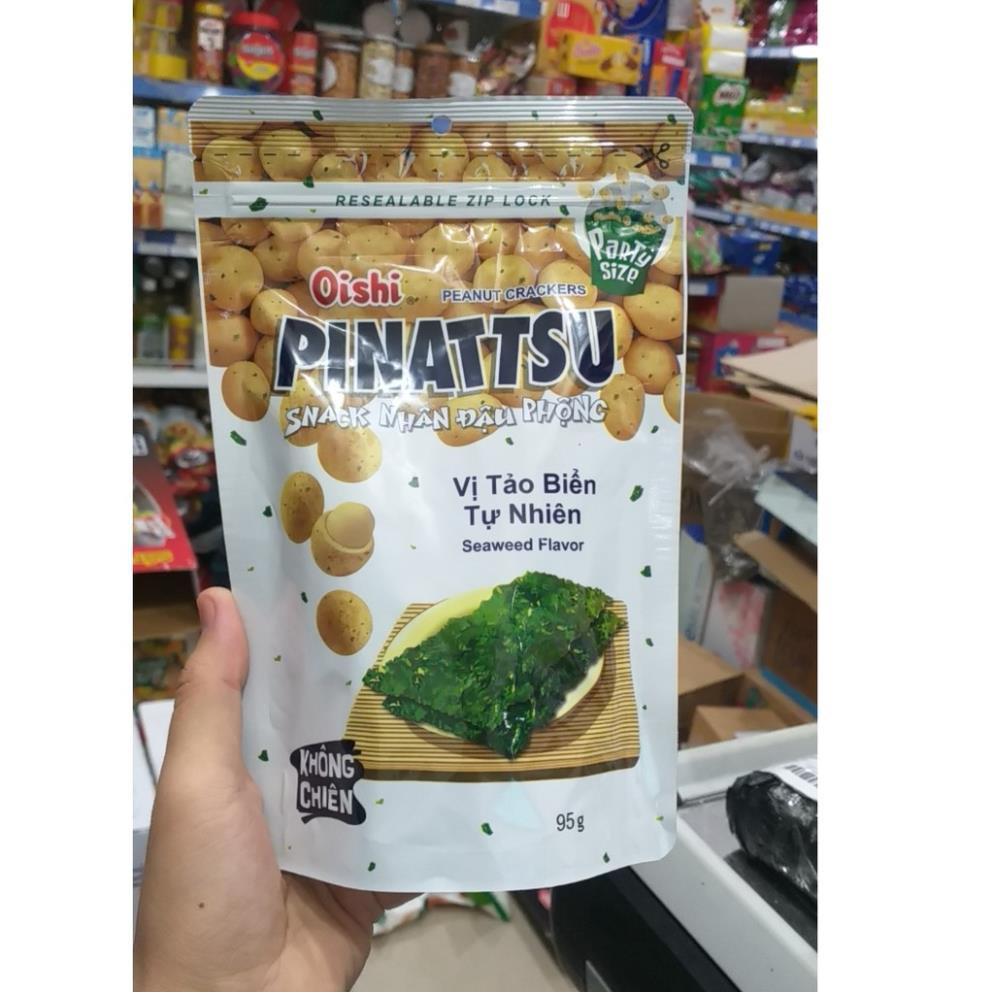 RESEALABLE ZIP LOCK
PaRTy
SiZe
Oishi®
PEANUT CRACKERS
PINATTSU
SNACK NHÂN ĐẬU PHỘNG
Vị Tảo Biển
Tự Nhiên
Seaweed Flavor
KHÔNG
CHIÊN
95g
MILO